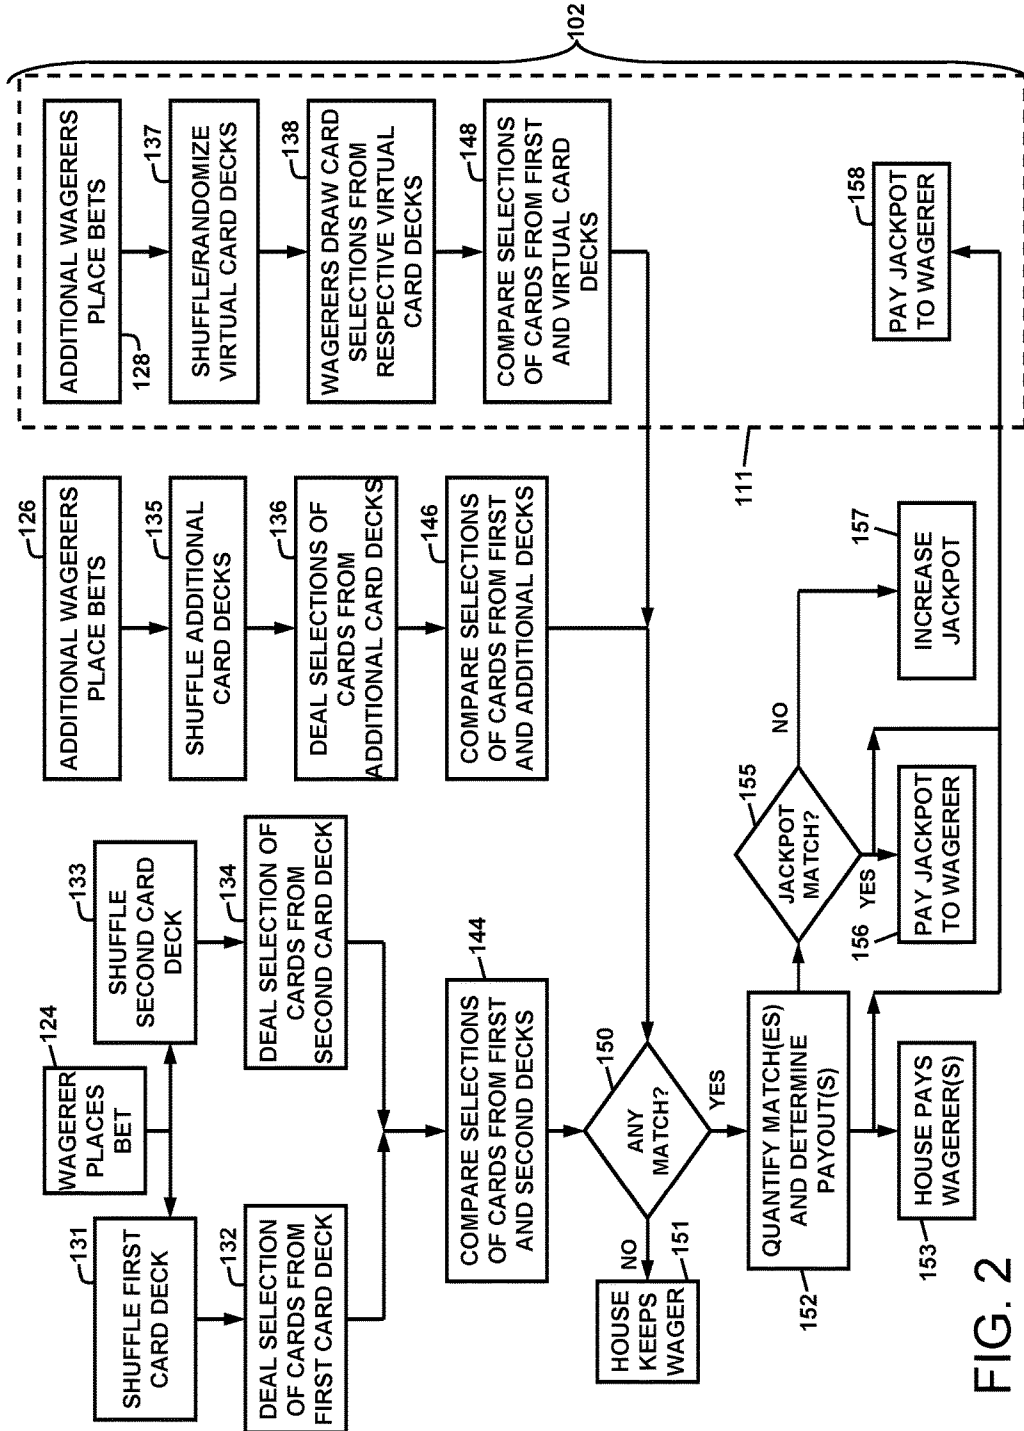 102
WAGERER
PLACES
BET
124
131
SHUFFLE FIRST
CARD DECK
133
SHUFFLE
SECOND CARD
DECK
126
ADDITIONAL WAGERERS
PLACE BETS
ADDITIONAL WAGERERS
PLACE BETS
128
132
DEAL SELECTION
OF CARDS FROM
FIRST CARD DECK
134
DEAL SELECTION OF
CARDS FROM
SECOND CARD DECK
135
SHUFFLE ADDITIONAL
CARD DECKS
137
SHUFFLE/RANDOMIZE
VIRTUAL CARD DECKS
136
DEAL SELECTIONS OF
CARDS FROM
ADDITIONAL CARD DECKS
138
WAGERERS DRAW CARD
SELECTIONS FROM
RESPECTIVE VIRTUAL
CARD DECKS
144
COMPARE SELECTIONS
OF CARDS FROM FIRST
AND SECOND DECKS
146
COMPARE SELECTIONS
OF CARDS FROM FIRST
AND ADDITIONAL DECKS
148
COMPARE SELECTIONS
OF CARDS FROM FIRST
AND VIRTUAL CARD
DECKS
150
ANY
MATCH?
NO
YES
HOUSE
KEEPS
WAGER
151
111
QUANTIFY MATCH(ES)
AND DETERMINE
PAYOUT(S)
152
155
JACKPOT
MATCH?
NO
YES
153
HOUSE PAYS
WAGERER(S)
156
PAY JACKPOT
TO WAGERER
157
INCREASE
JACKPOT
158
PAY JACKPOT
TO WAGERER
FIG. 2